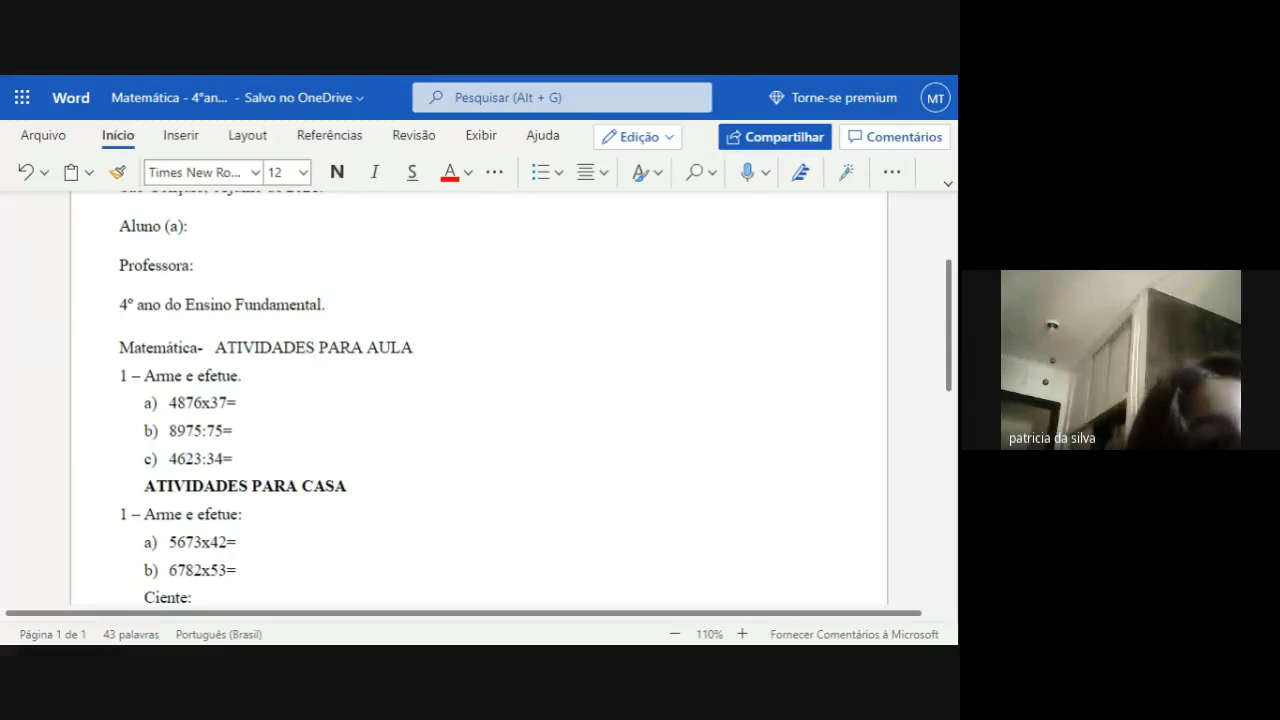 Word Matemática - 4°an... - Salvo no OneDrive Pesquisar (Alt + G) Torne-se premium MT
Arquivo Início Inserir Layout Referências Revisão Exibir Ajuda Edição Compartilhar Comentários
Times New Ro... 12 N I S A
Aluno (a):
Professora:
4º ano do Ensino Fundamental.
Matemática- ATIVIDADES PARA AULA
1 – Arme e efetue.
a) 4876x37=
b) 8975:75=
c) 4623:34=
ATIVIDADES PARA CASA
1 – Arme e efetue:
a) 5673x42=
b) 6782x53=
Ciente:
Página 1 de 1 43 palavras Português (Brasil) 110% Fornecer Comentários à Microsoft
patricia da silva